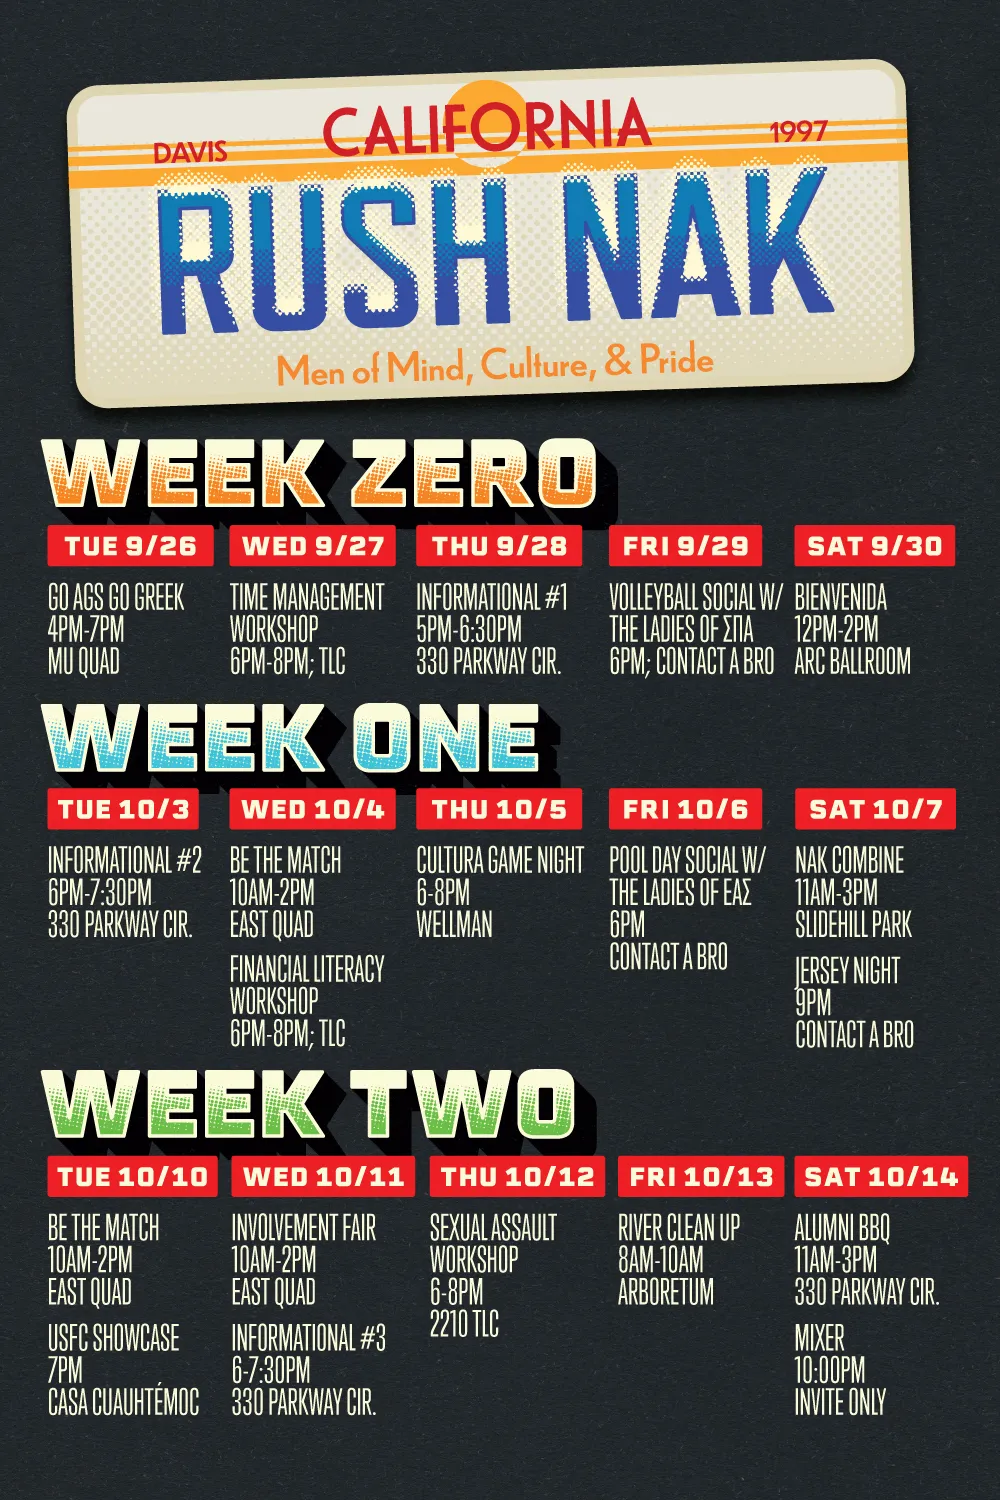 CALIFORNIA
DAVIS
1997
RUSH NAK
Men of Mind, Culture, & Pride
WEEK ZERO
TUE 9/26
GO AGS GO GREEK
4PM-7PM
MU QUAD
WED 9/27
TIME MANAGEMENT
WORKSHOP
6PM-8PM; TLC
THU 9/28
INFORMATIONAL #1
5PM-6:30PM
330 PARKWAY CIR.
FRI 9/29
VOLLEYBALL SOCIAL W/
THE LADIES OF ΣΠΑ
6PM; CONTACT A BRO
SAT 9/30
BIENVENIDA
12PM-2PM
ARC BALLROOM
WEEK ONE
TUE 10/3
INFORMATIONAL #2
6PM-7:30PM
330 PARKWAY CIR.
WED 10/4
BE THE MATCH
10AM-2PM
EAST QUAD
FINANCIAL LITERACY
WORKSHOP
6PM-8PM; TLC
THU 10/5
CULTURA GAME NIGHT
6-8PM
WELLMAN
FRI 10/6
POOL DAY SOCIAL W/
THE LADIES OF ΕΑΣ
6PM
CONTACT A BRO
SAT 10/7
NAK COMBINE
11AM-3PM
SLIDEHILL PARK
JERSEY NIGHT
9PM
CONTACT A BRO
WEEK TWO
TUE 10/10
BE THE MATCH
10AM-2PM
EAST QUAD
USFC SHOWCASE
7PM
CASA CUAUHTÉMOC
WED 10/11
INVOLVEMENT FAIR
10AM-2PM
EAST QUAD
INFORMATIONAL #3
6-7:30PM
330 PARKWAY CIR.
THU 10/12
SEXUAL ASSAULT
WORKSHOP
6-8PM
2210 TLC
FRI 10/13
RIVER CLEAN UP
8AM-10AM
ARBORETUM
SAT 10/14
ALUMNI BBQ
11AM-3PM
330 PARKWAY CIR.
MIXER
10:00PM
INVITE ONLY